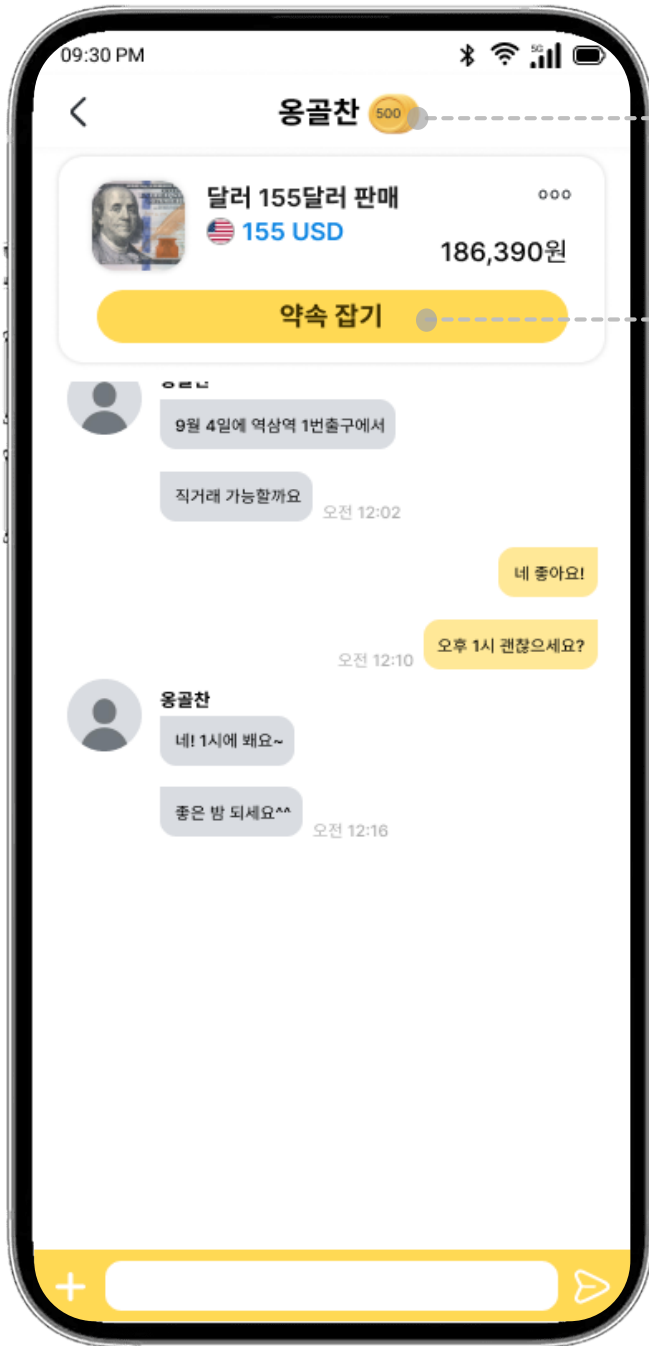 09:30 PM
5G
옹골찬 500
달러 155달러 판매
155 USD
186,390원
약속 잡기
9월 4일에 역삼역 1번출구에서
직거래 가능할까요
오전 12:02
네 좋아요!
오후 1시 괜찮으세요?
오전 12:10
옹골찬
네! 1시에 봬요~
좋은 밤 되세요^^
오전 12:16